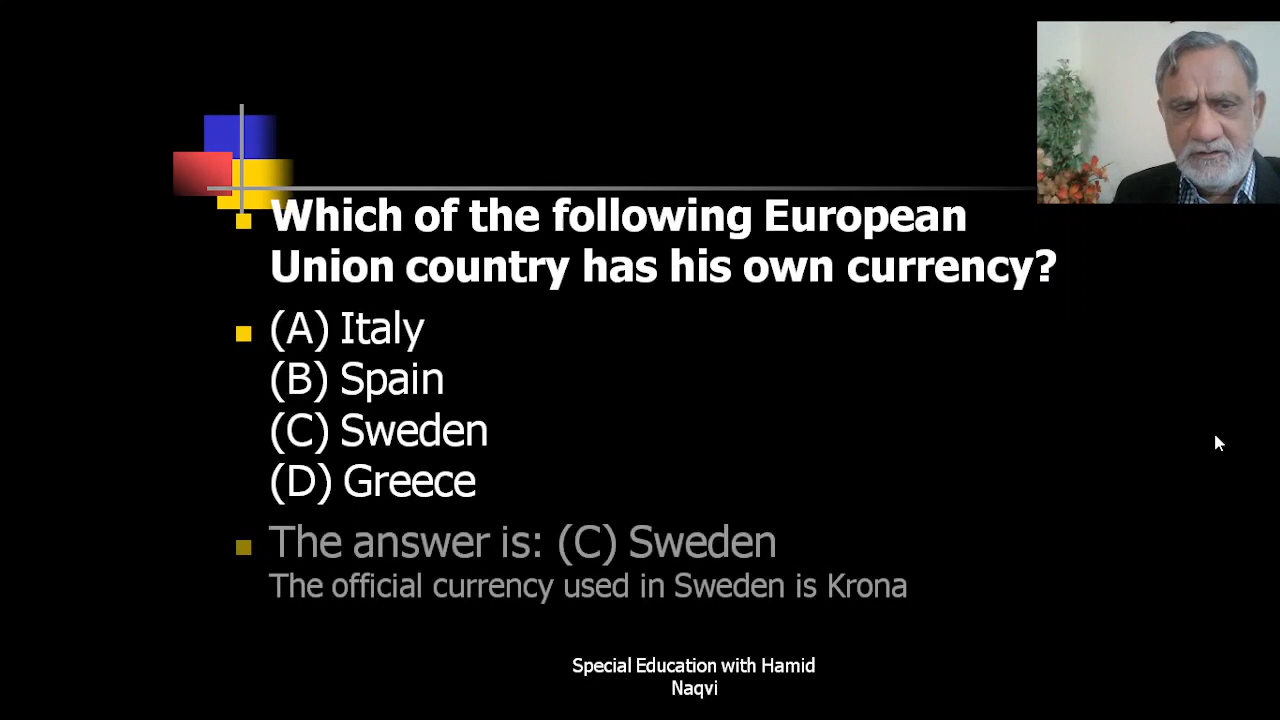 Which of the following European
Union country has his own currency?
(A) Italy
(B) Spain
(C) Sweden
(D) Greece
The answer is: (C) Sweden
The official currency used in Sweden is Krona
Special Education with Hamid
Naqvi